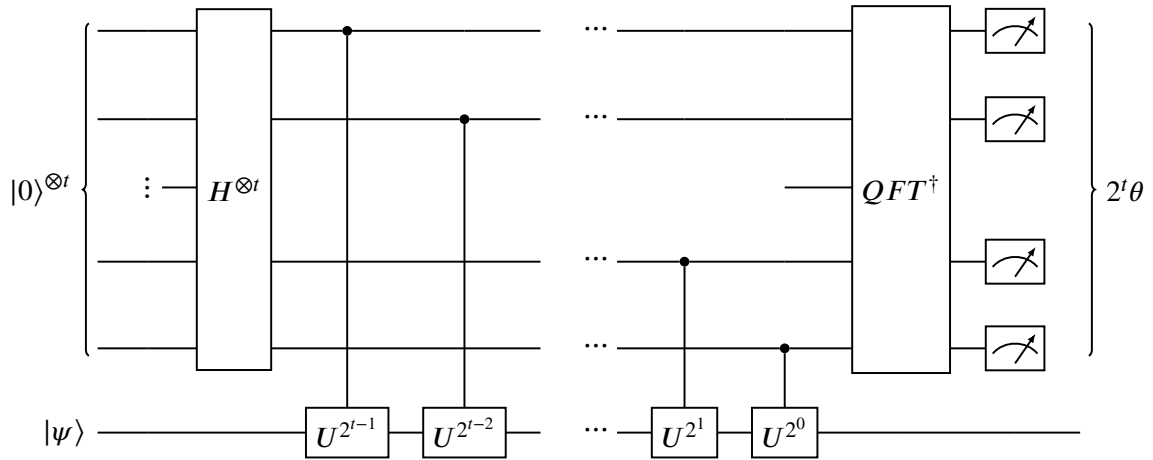 |0⟩^{⊗t}
⋮
H^{⊗t}
...
...
QFT^†
2^tθ
...
...
|ψ⟩
U^{2^{t−1}}
U^{2^{t−2}}
...
U^{2^1}
U^{2^0}